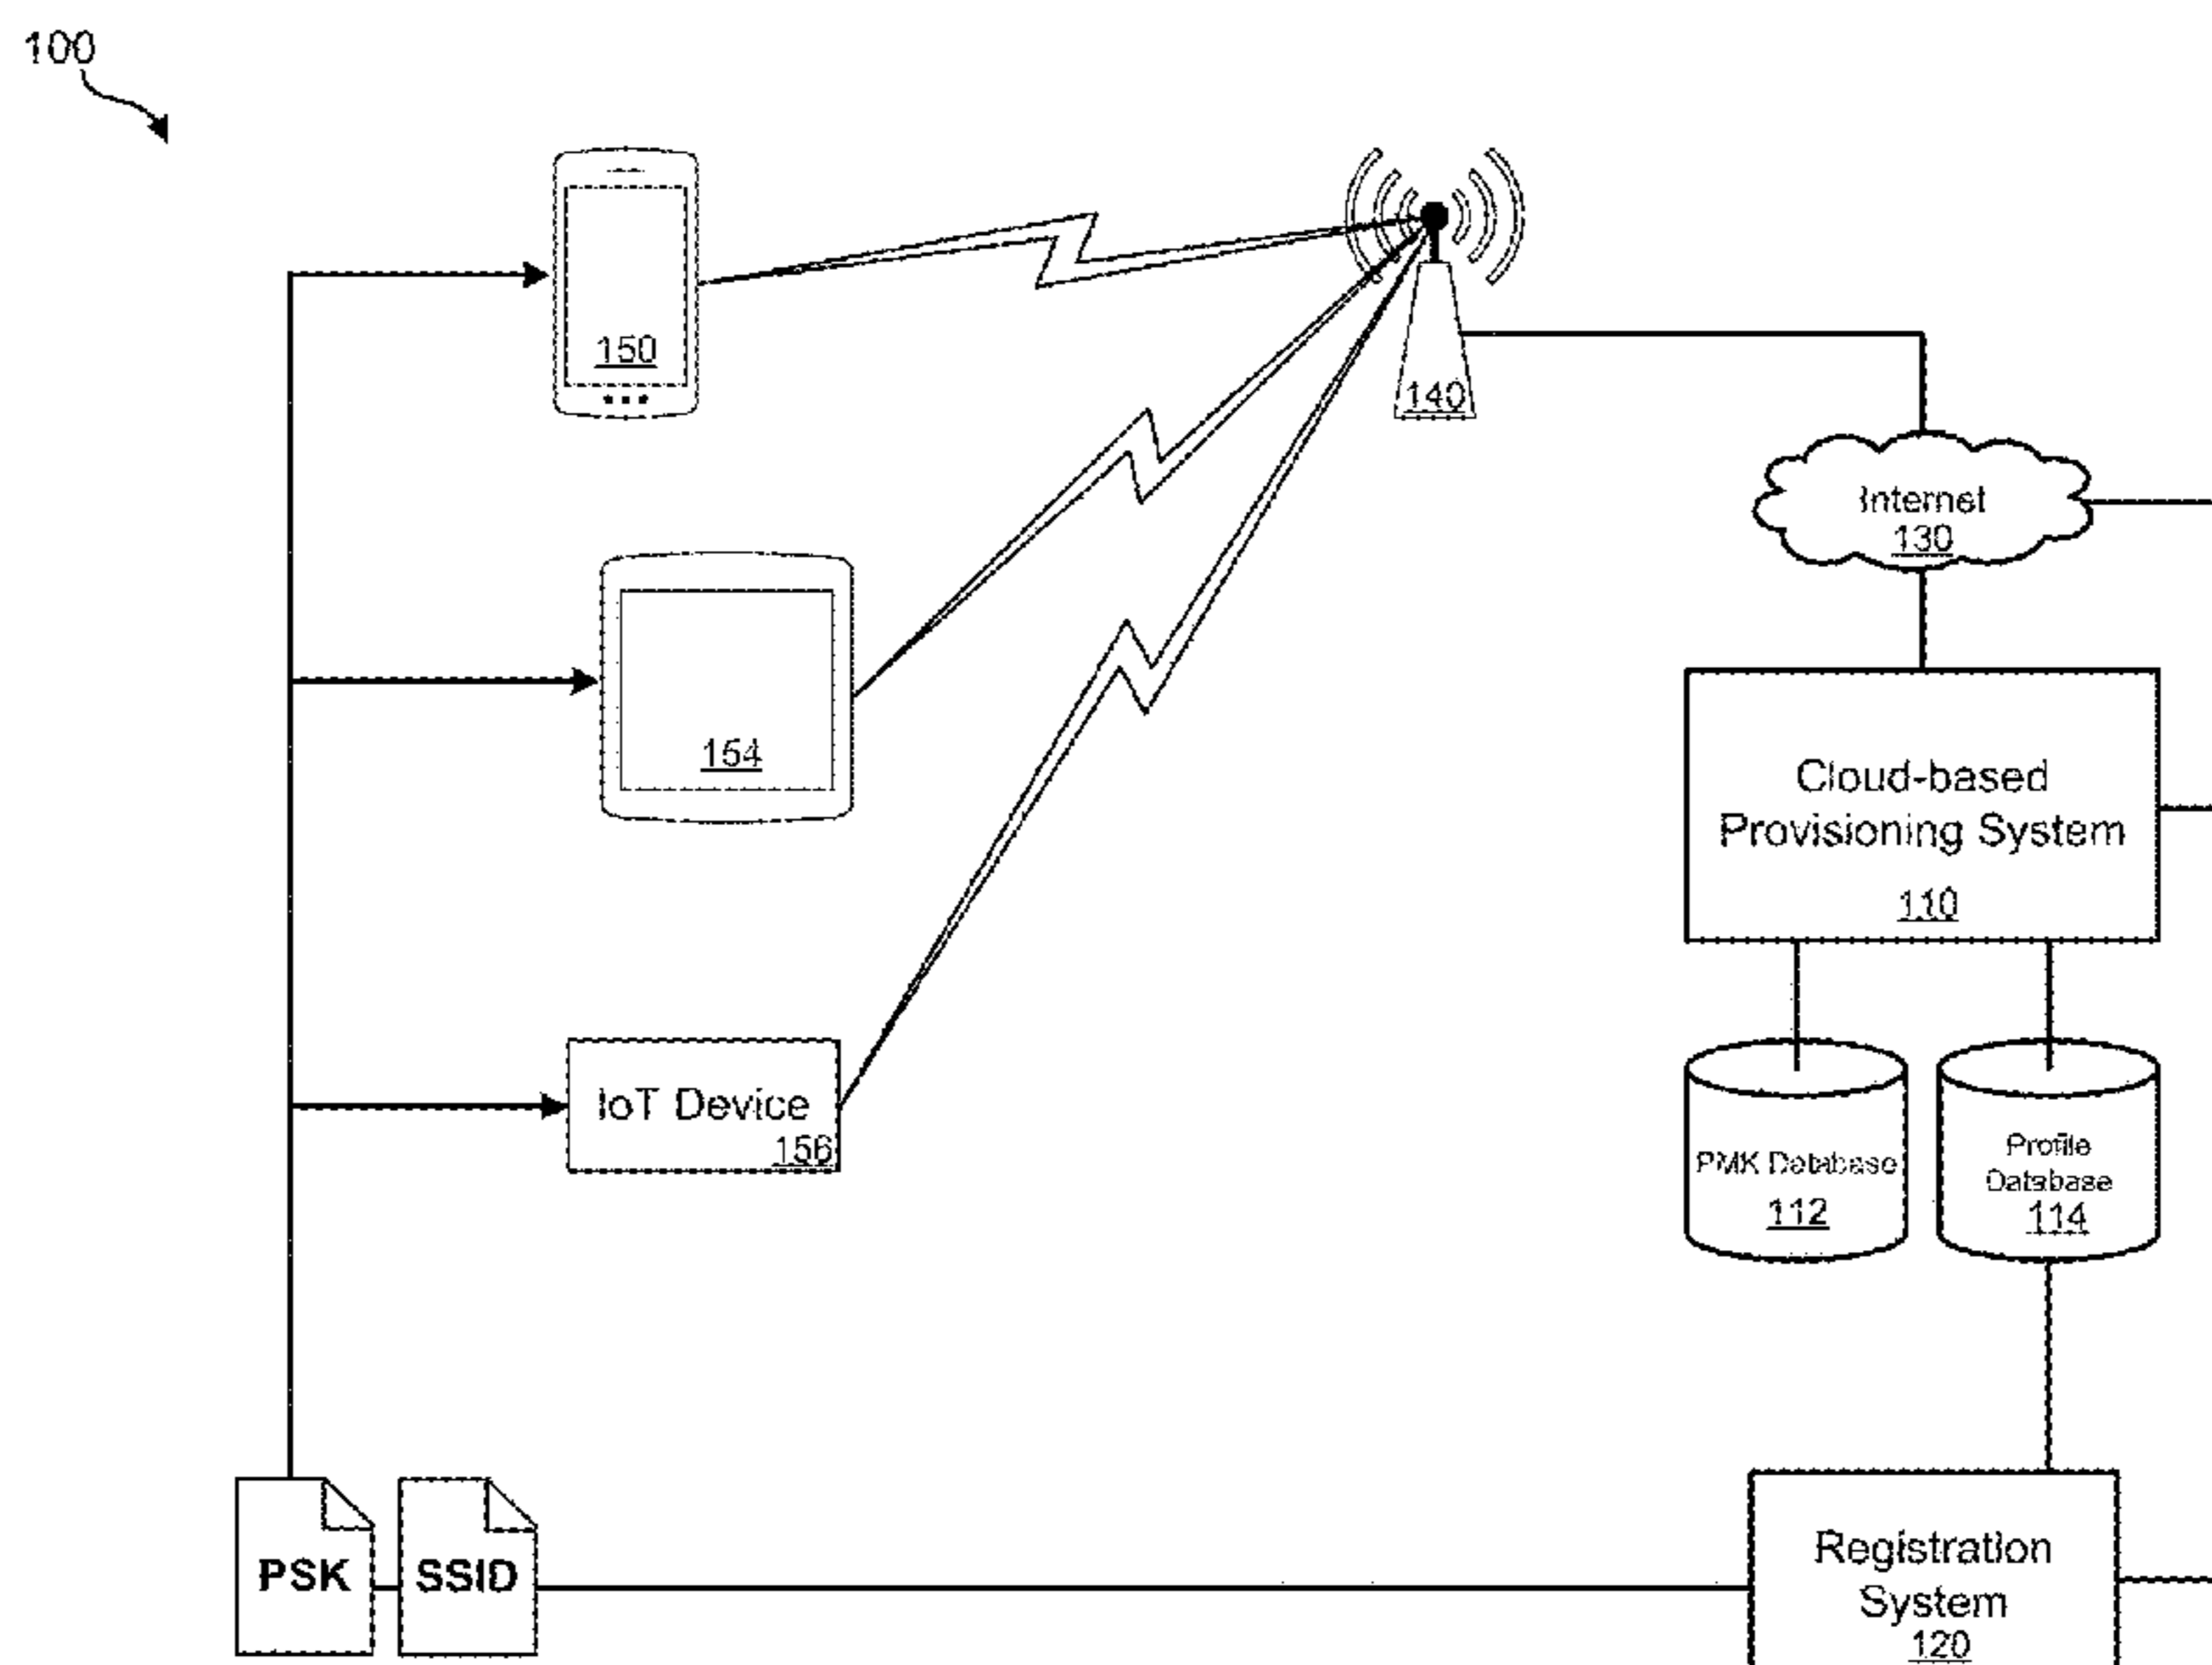 100
150
140
Internet
130
154
Cloud-based
Provisioning System
110
IoT Device
156
PMK Database
112
Profile
Database
114
PSK
SSID
Registration
System
120